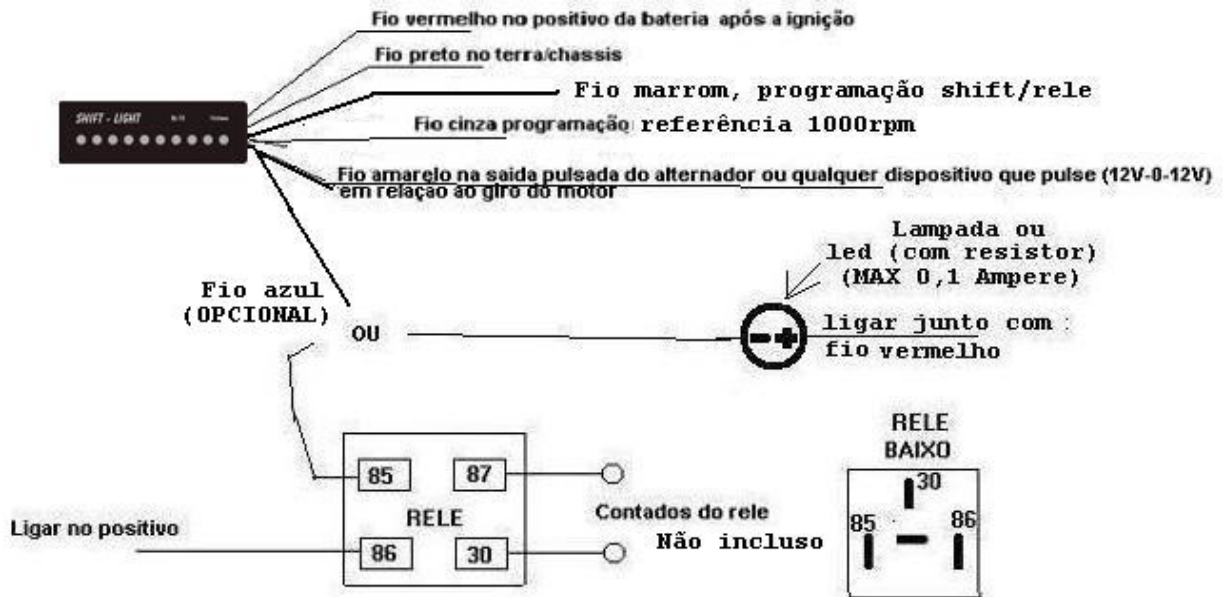 Fio vermelho no positivo da bateria após a ignição
Fio preto no terra/chassis
Fio marrom, programação shift/rele
SHIFT - LIGHT
Fio cinza programação referência 1000rpm
Fio amarelo na saida pulsada do alternador ou qualquer dispositivo que pulse (12V-0-12V)
em relação ao giro do motor
Lampada ou
led (com resistor)
(MAX 0,1 Ampere)
Fio azul
(OPCIONAL)
OU
- +
ligar junto com :
fio vermelho
RELE
BAIXO
30
85
86
85
87
RELE
Contados do rele
Ligar no positivo
86
30
Não incluso